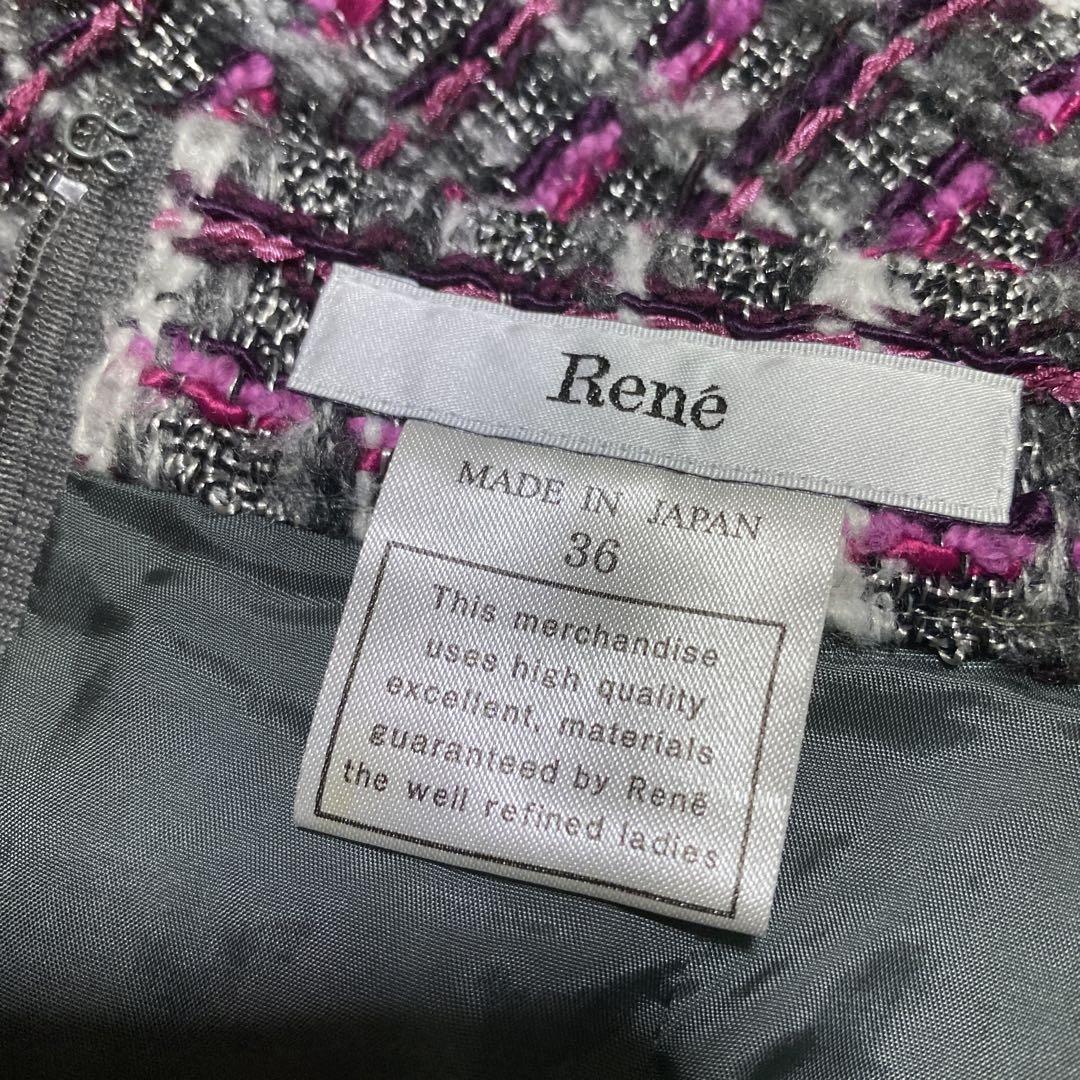 René
MADE IN JAPAN
36
This merchandise
uses high quality
excellent, materials
guaranteed by René
the well refined ladies